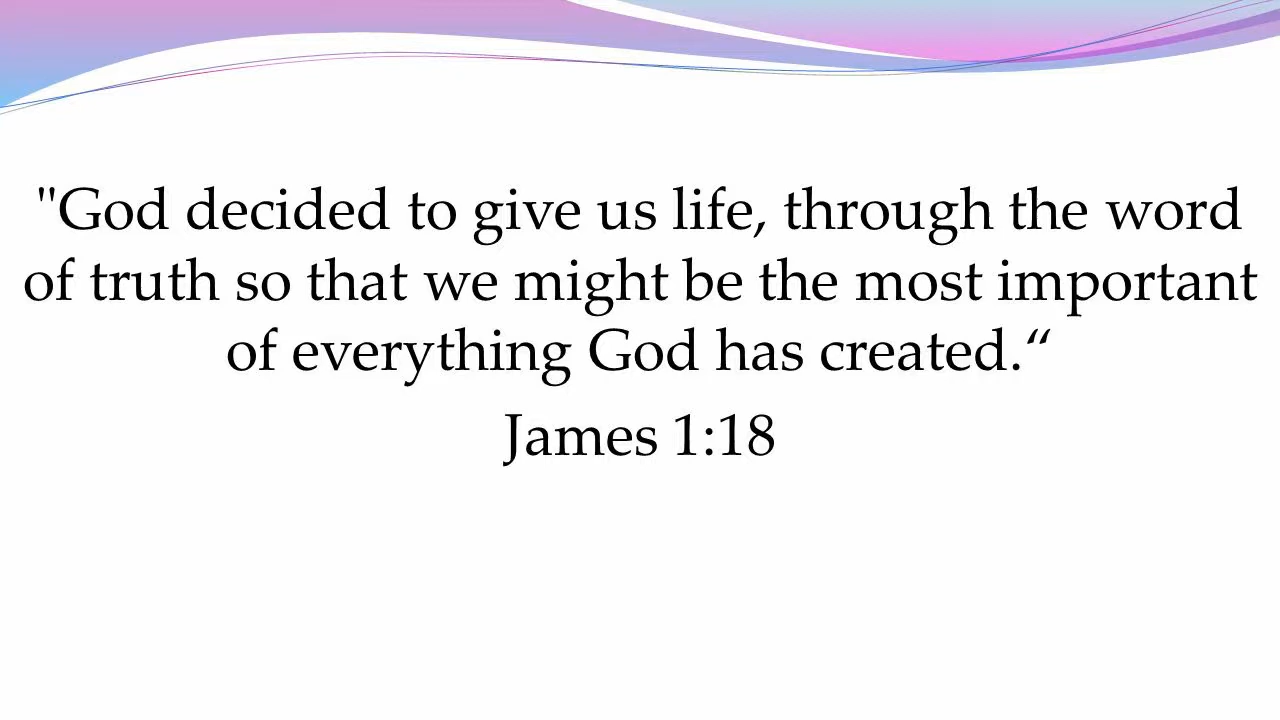 "God decided to give us life, through the word
of truth so that we might be the most important
of everything God has created.“
James 1:18